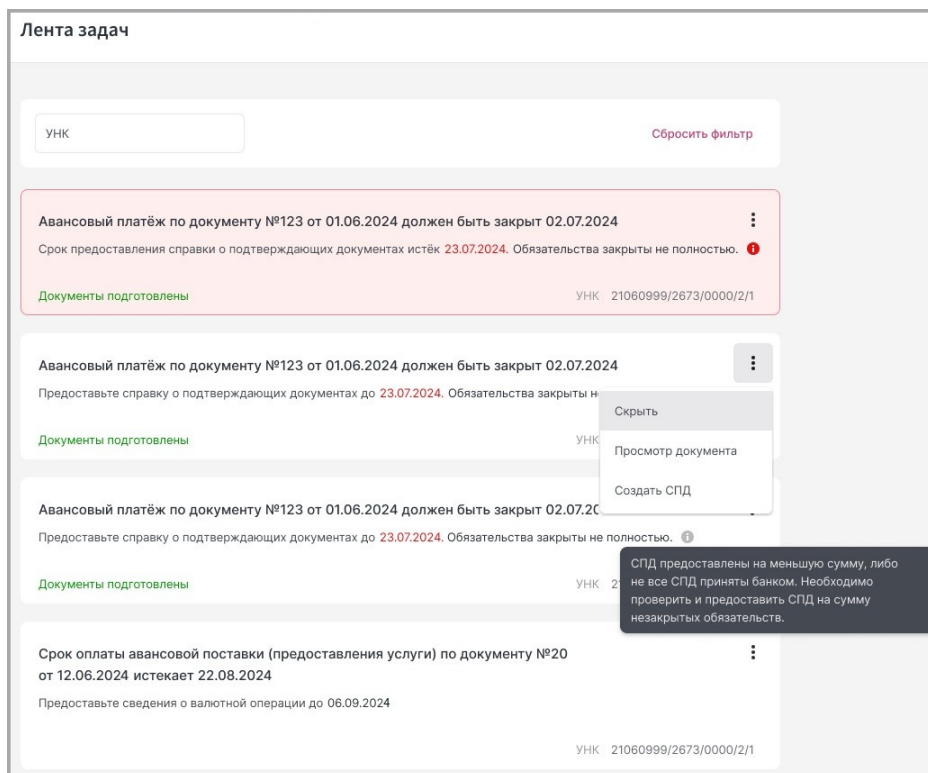 Лента задач
УНК
Сбросить фильтр
Авансовый платёж по документу №123 от 01.06.2024 должен быть закрыт 02.07.2024
Срок предоставления справки о подтверждающих документах истёк 23.07.2024. Обязательства закрыты не полностью.
Документы подготовлены
УНК 21060999/2673/0000/2/1
Авансовый платёж по документу №123 от 01.06.2024 должен быть закрыт 02.07.2024
Предоставьте справку о подтверждающих документах до 23.07.2024. Обязательства закрыты
Скрыть
Документы подготовлены
УНК
Просмотр документа
Создать СПД
Авансовый платёж по документу №123 от 01.06.2024 должен быть закрыт 02.07.20
Предоставьте справку о подтверждающих документах до 23.07.2024. Обязательства закрыты не полностью.
Документы подготовлены
УНК 2
СПД предоставлены на меньшую сумму, либо
не все СПД приняты банком. Необходимо
проверить и предоставить СПД на сумму
незакрытых обязательств.
Срок оплаты авансовой поставки (предоставления услуги) по документу №20
от 12.06.2024 истекает 22.08.2024
Предоставьте сведения о валютной операции до 06.09.2024
УНК 21060999/2673/0000/2/1